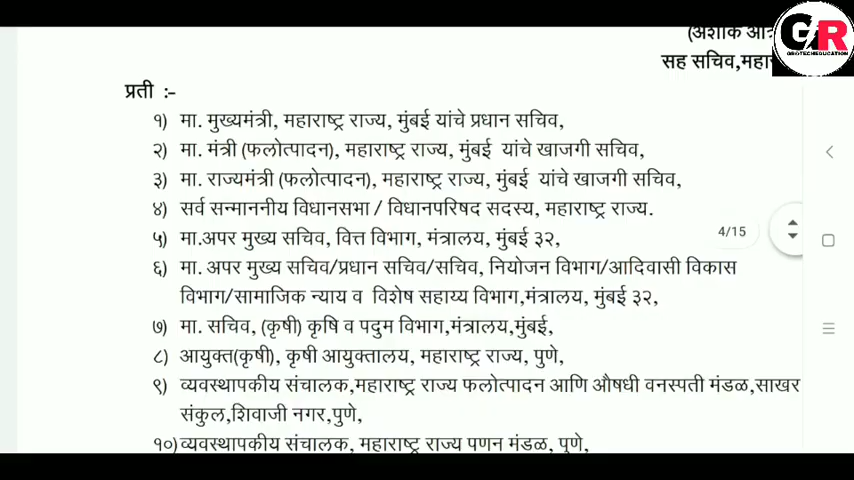 (अशोक
GR
GROTECHEDUCATION
सह सचिव,महा
प्रती :-
१) मा. मुख्यमंत्री, महाराष्ट्र राज्य, मुंबई यांचे प्रधान सचिव,
२) मा. मंत्री (फलोत्पादन), महाराष्ट्र राज्य, मुंबई यांचे खाजगी सचिव,
३) मा. राज्यमंत्री (फलोत्पादन), महाराष्ट्र राज्य, मुंबई यांचे खाजगी सचिव,
४) सर्व सन्माननीय विधानसभा / विधानपरिषद सदस्य, महाराष्ट्र राज्य.
५) मा.अपर मुख्य सचिव, वित्त विभाग, मंत्रालय, मुंबई ३२,
4/15
६) मा. अपर मुख्य सचिव/प्रधान सचिव/सचिव, नियोजन विभाग/आदिवासी विकास
विभाग/सामाजिक न्याय व विशेष सहाय्य विभाग,मंत्रालय, मुंबई ३२,
७) मा. सचिव, (कृषी) कृषि व पदुम विभाग,मंत्रालय,मुंबई,
८) आयुक्त(कृषी), कृषी आयुक्तालय, महाराष्ट्र राज्य, पुणे,
९) व्यवस्थापकीय संचालक,महाराष्ट्र राज्य फलोत्पादन आणि औषधी वनस्पती मंडळ,साखर
संकुल,शिवाजी नगर,पुणे,
१०)व्यवस्थापकीय संचालक, महाराष्ट्र राज्य पणन मंडळ, पुणे,